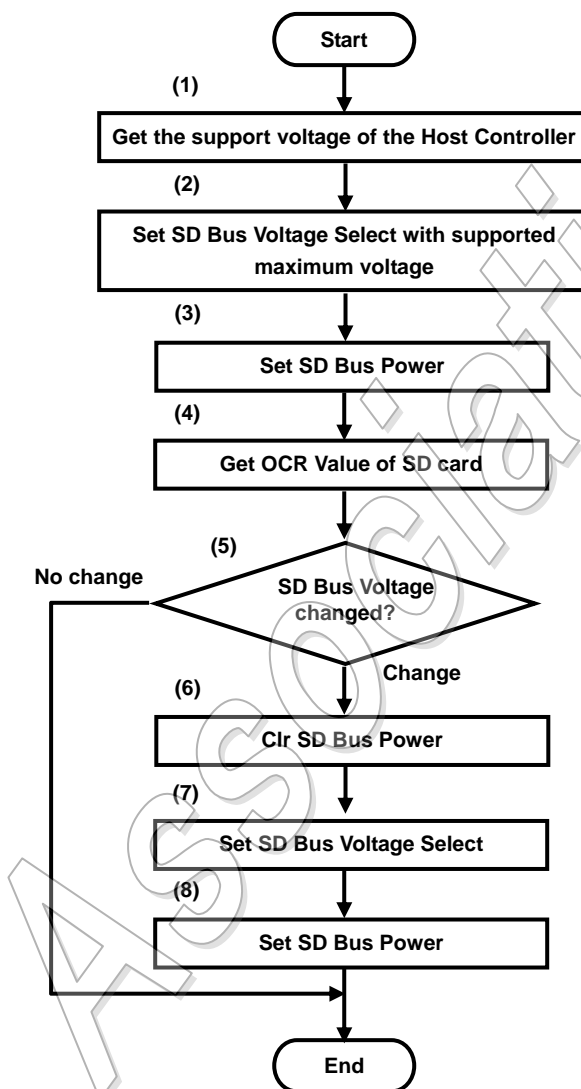 Start
(1)
Get the support voltage of the Host Controller
(2)
Set SD Bus Voltage Select with supported
maximum voltage
(3)
Set SD Bus Power
(4)
Get OCR Value of SD card
(5)
No change
SD Bus Voltage
changed?
Change
(6)
Clr SD Bus Power
(7)
Set SD Bus Voltage Select
(8)
Set SD Bus Power
End
Associati